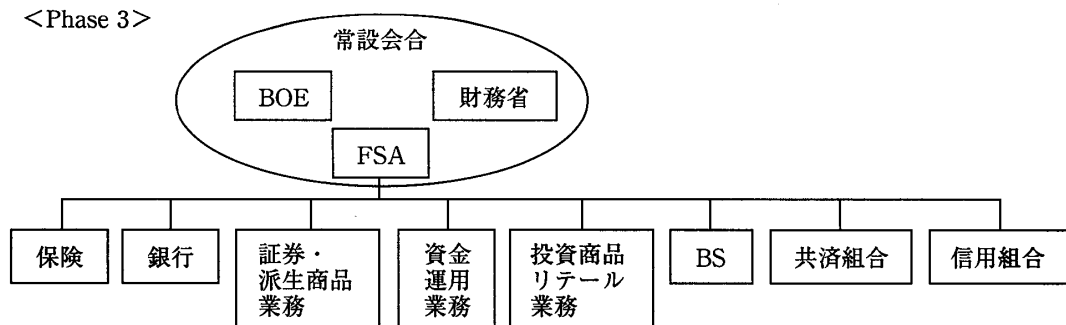 <Phase 3>
常設会合
BOE
財務省
FSA
保険
銀行
証券・
派生商品
業務
資金
運用
業務
投資商品
リテール
業務
BS
共済組合
信用組合